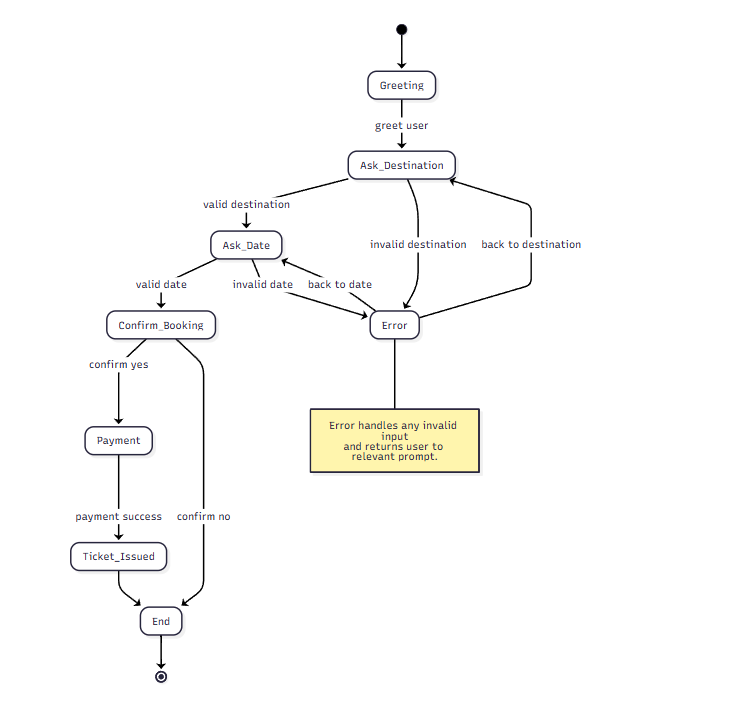 Greeting
greet user
Ask_Destination
valid destination
Ask_Date
invalid destination
back to destination
valid date
invalid date
back to date
Confirm_Booking
Error
confirm yes
Error handles any invalid
input
and returns user to
relevant prompt.
Payment
payment success
confirm no
Ticket_Issued
End